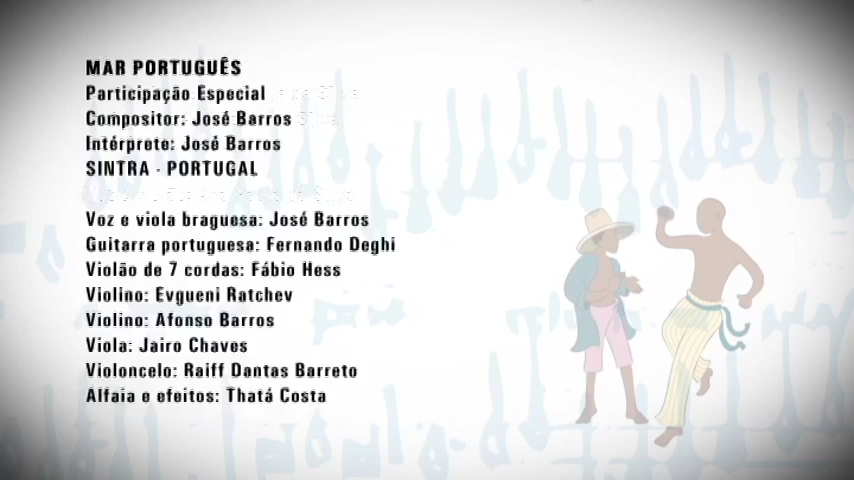 MAR PORTUGUÊS
Participação Especial
Compositor: José Barros
Intérprete: José Barros
SINTRA - PORTUGAL
Voz e viola braguesa: José Barros
Guitarra portuguesa: Fernando Deghi
Violão de 7 cordas: Fábio Hess
Violino: Evgueni Ratchev
Violino: Afonso Barros
Viola: Jairo Chaves
Violoncelo: Raiff Dantas Barreto
Alfaia e efeitos: Thatá Costa